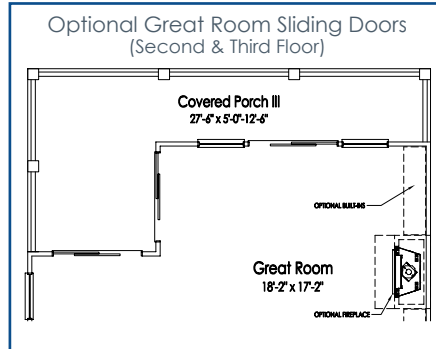 Optional Great Room Sliding Doors
(Second & Third Floor)
Covered Porch III
27'-6" x 5'-0"-12'-6"
OPTIONAL BUILT-INS
Great Room
18'-2" x 17'-2"
OPTIONAL FIREPLACE